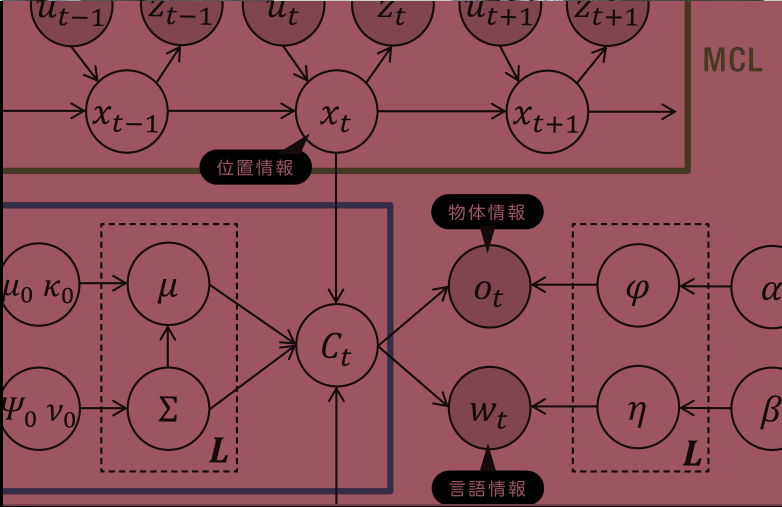 u_{t-1} z_{t-1} u_t z_t u_{t+1} z_{t+1}
MCL
x_{t-1} x_t x_{t+1}
位置情報
物体情報
μ_0 κ_0 μ o_t φ α
C_t
Ψ_0 ν_0 Σ w_t η β
L L
言語情報